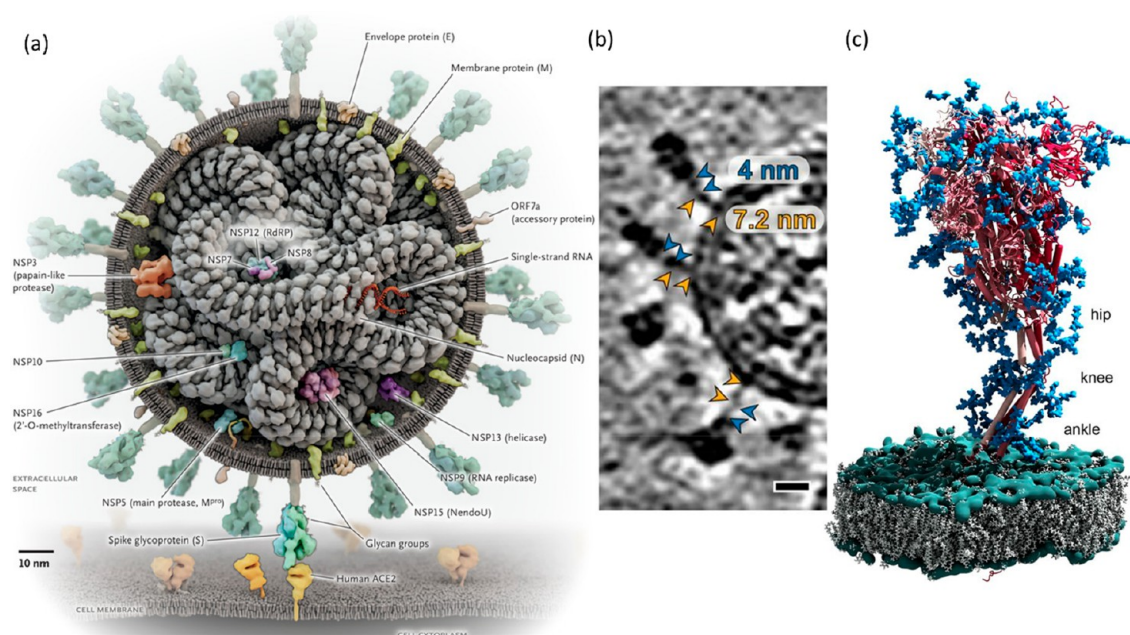 (a)
Envelope protein (E)
Membrane protein (M)
ORF7a
(accessory protein)
NSP12 (RdRP)
NSP7
NSP8
Single-strand RNA
NSP3
(papain-like
protease)
Nucleocapsid (N)
NSP10
NSP16
(2'-O-methyltransferase)
NSP13 (helicase)
NSP9 (RNA replicase)
NSP5 (main protease, Mpro)
NSP15 (NendoU)
EXTRACELLULAR
SPACE
Spike glycoprotein (S)
Glycan groups
10 nm
Human ACE2
CELL MEMBRANE
CELL CYTOPLASM
(b)
4 nm
7.2 nm
(c)
hip
knee
ankle